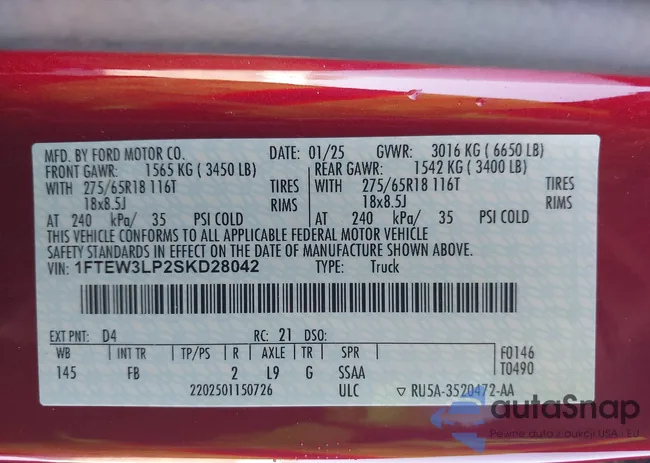 MFD. BY FORD MOTOR CO. DATE: 01/25 GVWR: 3016 KG ( 6650 LB)
FRONT GAWR: 1565 KG ( 3450 LB) REAR GAWR: 1542 KG ( 3400 LB)
WITH 275/65R18 116T TIRES WITH 275/65R18 116T TIRES
18x8.5J RIMS 18x8.5J RIMS
AT 240 kPa/ 35 PSI COLD AT 240 kPa/ 35 PSI COLD
THIS VEHICLE CONFORMS TO ALL APPLICABLE FEDERAL MOTOR VEHICLE
SAFETY STANDARDS IN EFFECT ON THE DATE OF MANUFACTURE SHOWN ABOVE.
VIN: 1FTEW3LP2SKD28042 TYPE: Truck
EXT PNT: D4 RC: 21 DSO:
WB INT TR TP/PS R AXLE TR SPR F0146
145 FB 2 L9 G SSAA T0490
2202501150726 ULC ▽ RU5A-3520472-AA
autoSnap
Pewne auta z aukcji USA - EU